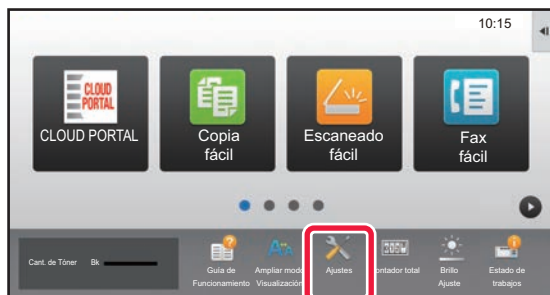 10:15
CLOUD
PORTAL
CLOUD PORTAL
Copia
fácil
Escaneado
fácil
Fax
fácil
Cant. de Tóner Bk
Guía de
Funcionamiento
Ampliar modo
Visualización
Ajustes
ontador total
Brillo
Ajuste
Estado de
trabajos